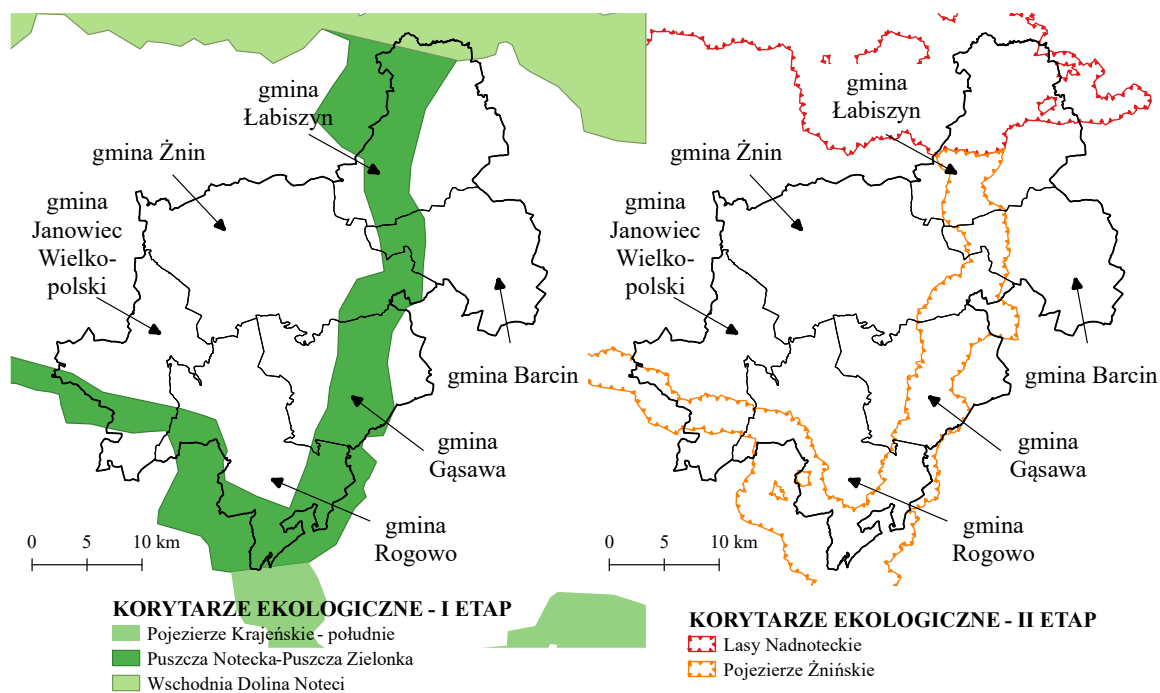 gmina
Łabiszyn
gmina Żnin
gmina
Janowiec
Wielko-
polski
gmina Barcin
gmina
Gąsawa
gmina
Rogowo
0 5 10 km
KORYTARZE EKOLOGICZNE - I ETAP
Pojezierze Krajeńskie - południe
Puszcza Notecka-Puszcza Zielonka
Wschodnia Dolina Noteci
gmina
Łabiszyn
gmina Żnin
gmina
Janowiec
Wielko-
polski
gmina Barcin
gmina
Gąsawa
gmina
Rogowo
0 5 10 km
KORYTARZE EKOLOGICZNE - II ETAP
Lasy Nadnoteckie
Pojezierze Żnińskie